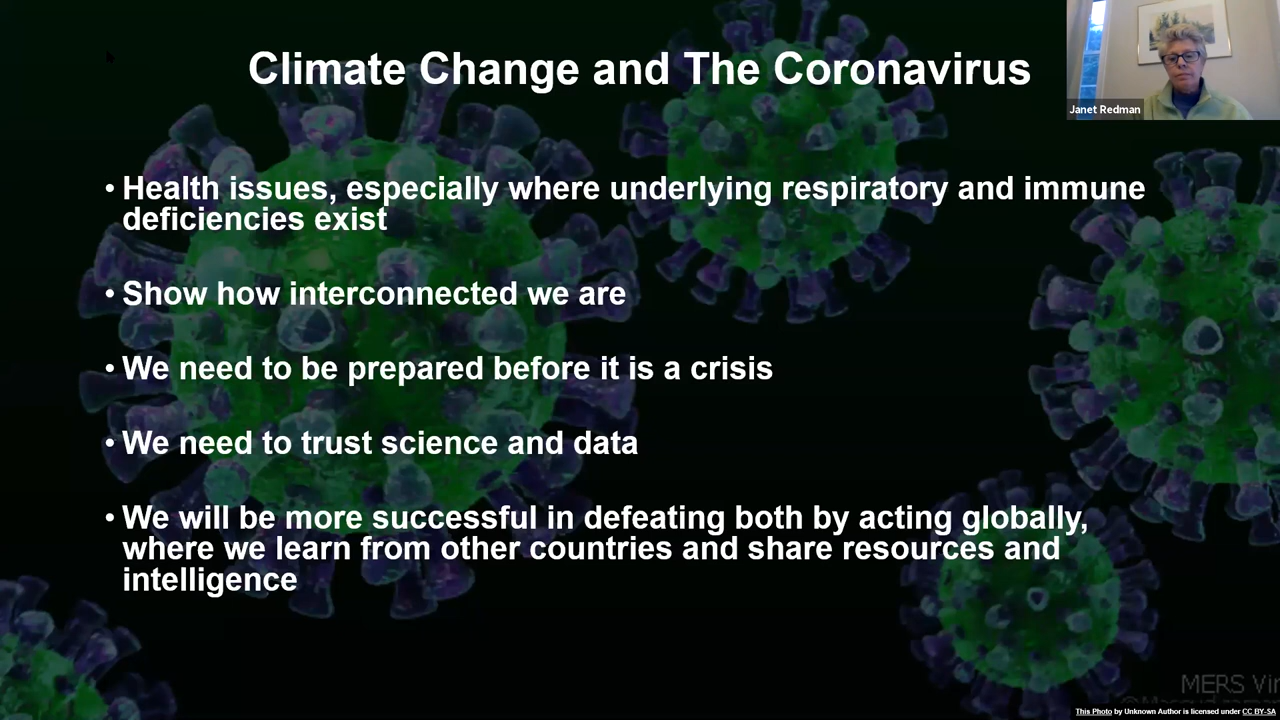 Climate Change and The Coronavirus
Janet Redman
• Health issues, especially where underlying respiratory and immune
deficiencies exist
• Show how interconnected we are
• We need to be prepared before it is a crisis
• We need to trust science and data
• We will be more successful in defeating both by acting globally,
where we learn from other countries and share resources and
intelligence
MERS Vir
This Photo by Unknown Author is licensed under CC BY-SA